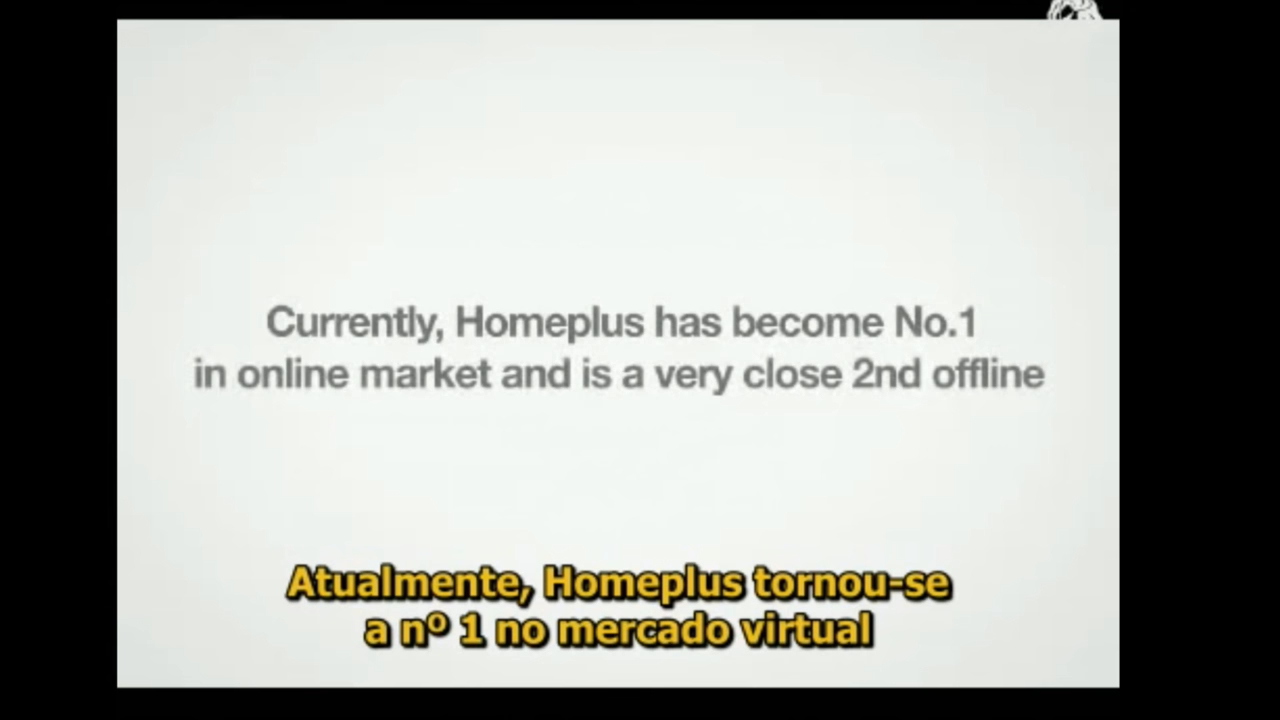 Currently, Homeplus has become No.1
in online market and is a very close 2nd offline
Atualmente, Homeplus tornou-se
a nº 1 no mercado virtual